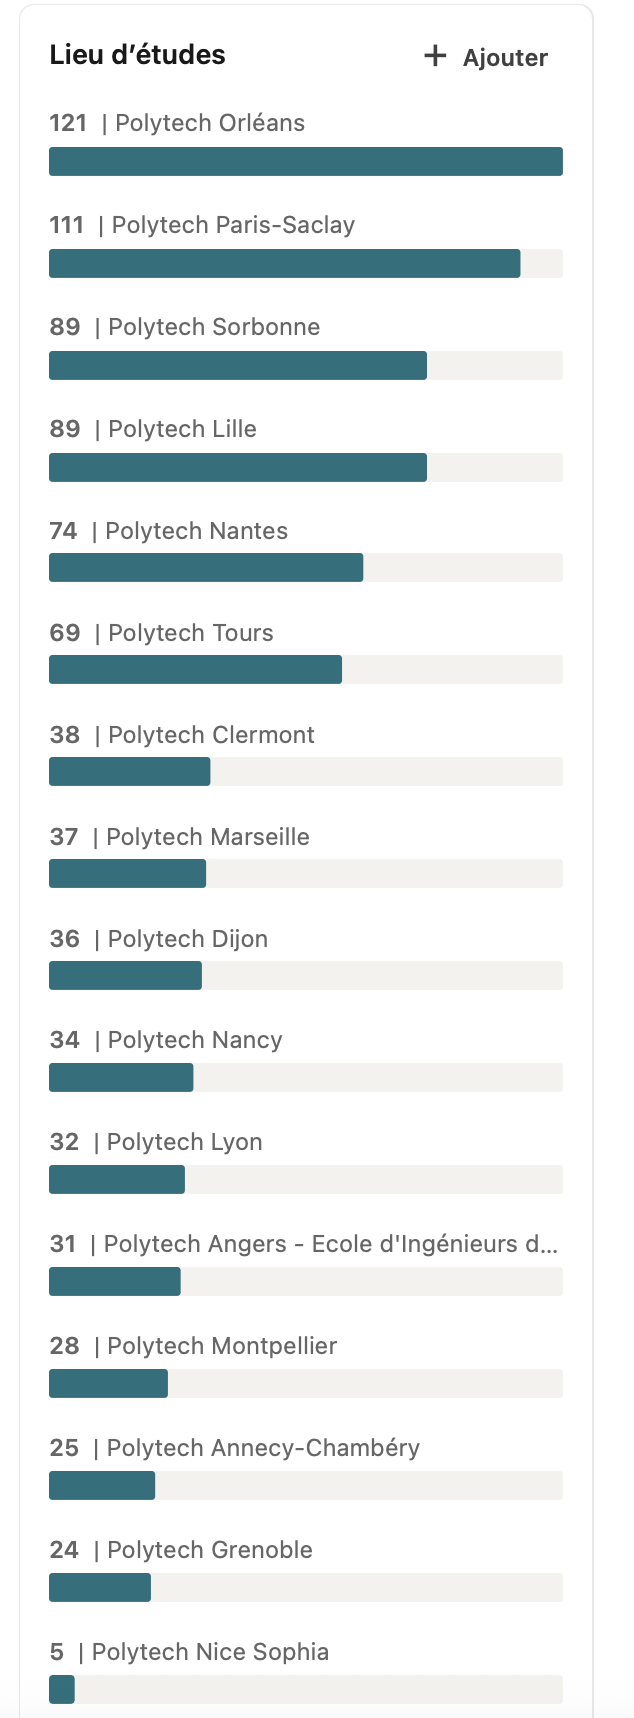 Lieu d’études
+ Ajouter
121 | Polytech Orléans
111 | Polytech Paris-Saclay
89 | Polytech Sorbonne
89 | Polytech Lille
74 | Polytech Nantes
69 | Polytech Tours
38 | Polytech Clermont
37 | Polytech Marseille
36 | Polytech Dijon
34 | Polytech Nancy
32 | Polytech Lyon
31 | Polytech Angers - Ecole d'Ingénieurs d...
28 | Polytech Montpellier
25 | Polytech Annecy-Chambéry
24 | Polytech Grenoble
5 | Polytech Nice Sophia